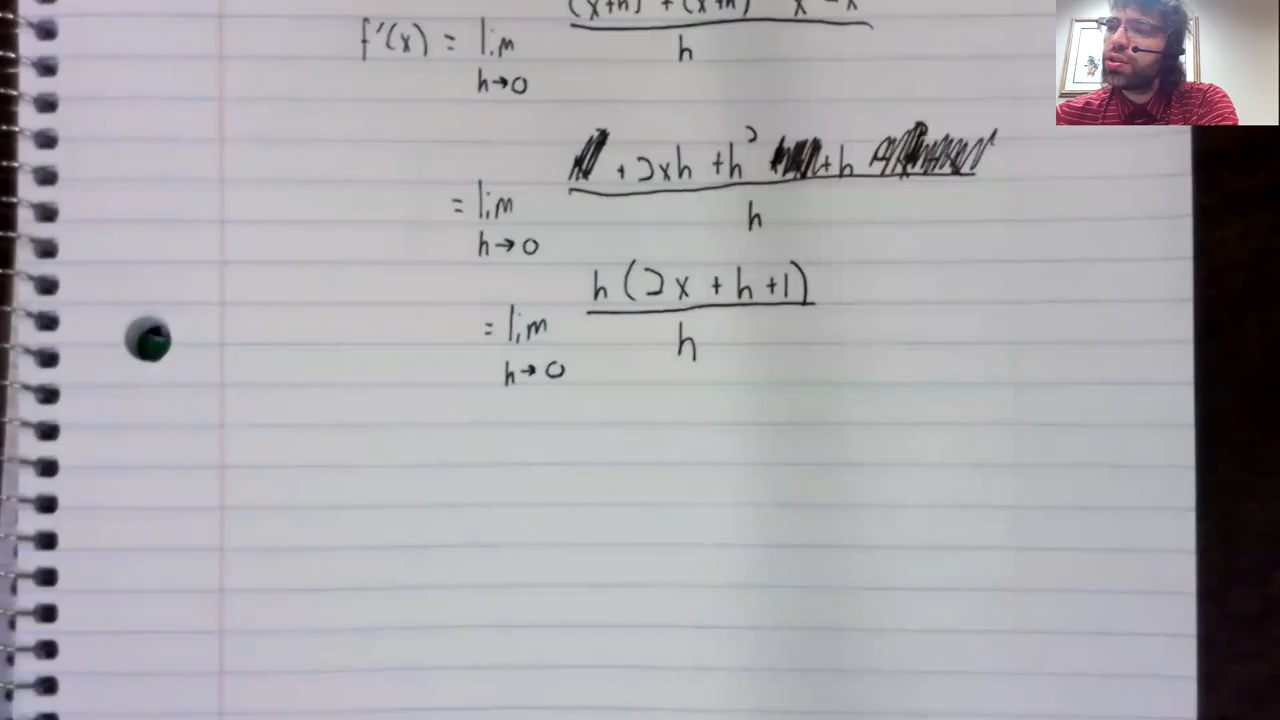 f'(x) = lim h→0 (x+h) + (x+h) x - x / h
= lim h→0 + 2xh + h² + h / h
= lim h→0 h(2x + h + 1) / h